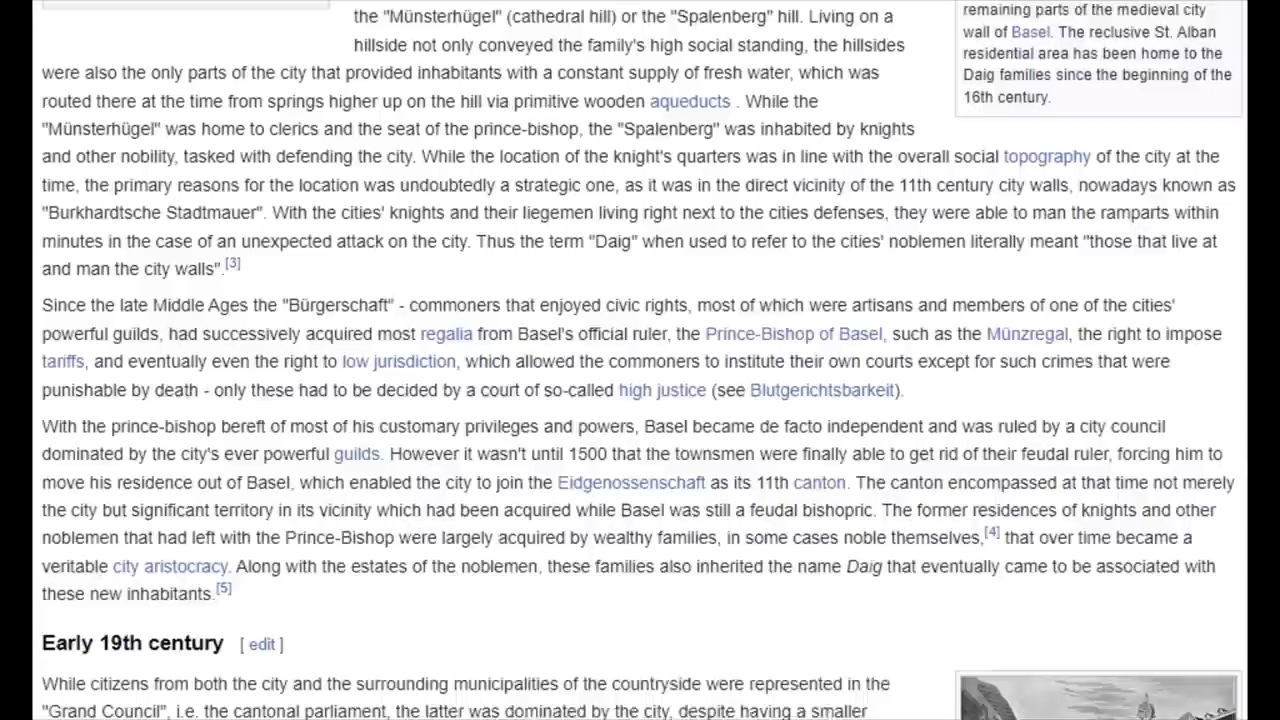 the "Münsterhügel" (cathedral hill) or the "Spalenberg" hill. Living on a
hillside not only conveyed the family's high social standing, the hillsides
were also the only parts of the city that provided inhabitants with a constant supply of fresh water, which was
routed there at the time from springs higher up on the hill via primitive wooden aqueducts . While the
"Münsterhügel" was home to clerics and the seat of the prince-bishop, the "Spalenberg" was inhabited by knights
and other nobility, tasked with defending the city. While the location of the knight's quarters was in line with the overall social topography of the city at the
time, the primary reasons for the location was undoubtedly a strategic one, as it was in the direct vicinity of the 11th century city walls, nowadays known as
"Burkhardtsche Stadtmauer". With the cities' knights and their liegemen living right next to the cities defenses, they were able to man the ramparts within
minutes in the case of an unexpected attack on the city. Thus the term "Daig" when used to refer to the cities' noblemen literally meant "those that live at
and man the city walls".[3]
remaining parts of the medieval city
wall of Basel. The reclusive St. Alban
residential area has been home to the
Daig families since the beginning of the
16th century.
Since the late Middle Ages the "Bürgerschaft" - commoners that enjoyed civic rights, most of which were artisans and members of one of the cities'
powerful guilds, had successively acquired most regalia from Basel's official ruler, the Prince-Bishop of Basel, such as the Münzregal, the right to impose
tariffs, and eventually even the right to low jurisdiction, which allowed the commoners to institute their own courts except for such crimes that were
punishable by death - only these had to be decided by a court of so-called high justice (see Blutgerichtsbarkeit).
With the prince-bishop bereft of most of his customary privileges and powers, Basel became de facto independent and was ruled by a city council
dominated by the city's ever powerful guilds. However it wasn't until 1500 that the townsmen were finally able to get rid of their feudal ruler, forcing him to
move his residence out of Basel, which enabled the city to join the Eidgenossenschaft as its 11th canton. The canton encompassed at that time not merely
the city but significant territory in its vicinity which had been acquired while Basel was still a feudal bishopric. The former residences of knights and other
noblemen that had left with the Prince-Bishop were largely acquired by wealthy families, in some cases noble themselves,[4] that over time became a
veritable city aristocracy. Along with the estates of the noblemen, these families also inherited the name Daig that eventually came to be associated with
these new inhabitants.[5]
Early 19th century [ edit ]
While citizens from both the city and the surrounding municipalities of the countryside were represented in the
"Grand Council", i.e. the cantonal parliament, the latter was dominated by the city, despite having a smaller